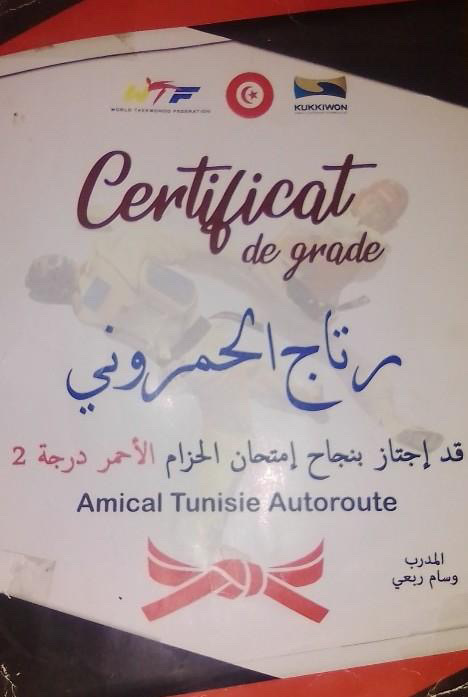 WTF
WORLD TAEKWONDO FEDERATION
KUKKIWON
Certificat
de grade
رتاج الحمروني
قد إجتاز بنجاح إمتحان الحزام الأحمر درجة 2
Amical Tunisie Autoroute
المدرب
وسام ربعي